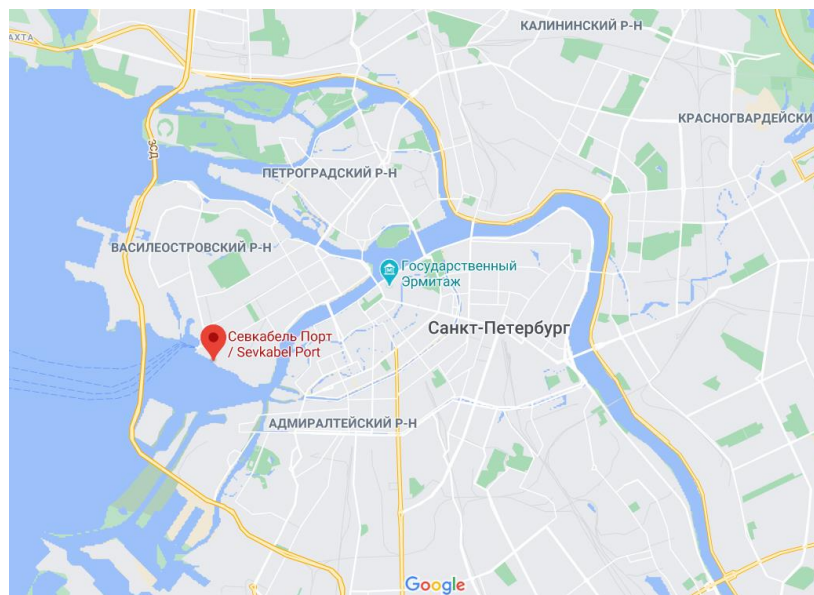 КАЛИНИНСКИЙ Р-Н
АХТА
КРАСНОГВАРДЕЙСКИ
ЗСД
ПЕТРОГРАДСКИЙ Р-Н
ВАСИЛЕОСТРОВСКИЙ Р-Н
Государственный
Эрмитаж
Севкабель Порт
/ Sevkabel Port
Санкт-Петербург
АДМИРАЛТЕЙСКИЙ Р-Н
Google